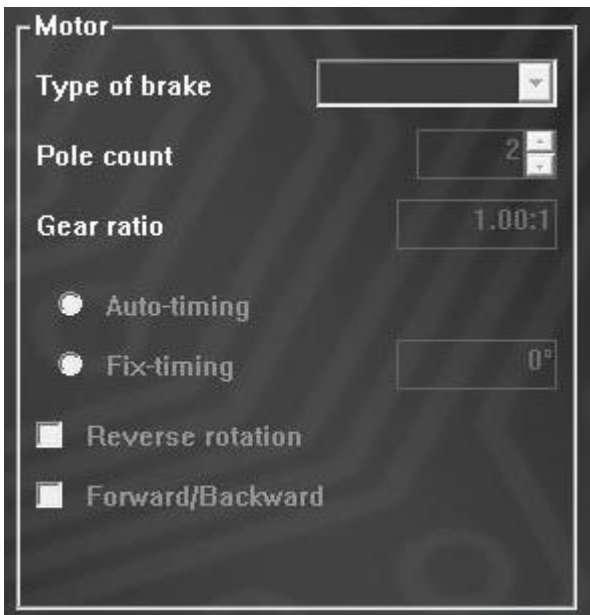 Motor
Type of brake
Pole count 2
Gear ratio 1.00:1
Auto-timing
Fix-timing 0°
Reverse rotation
Forward/Backward